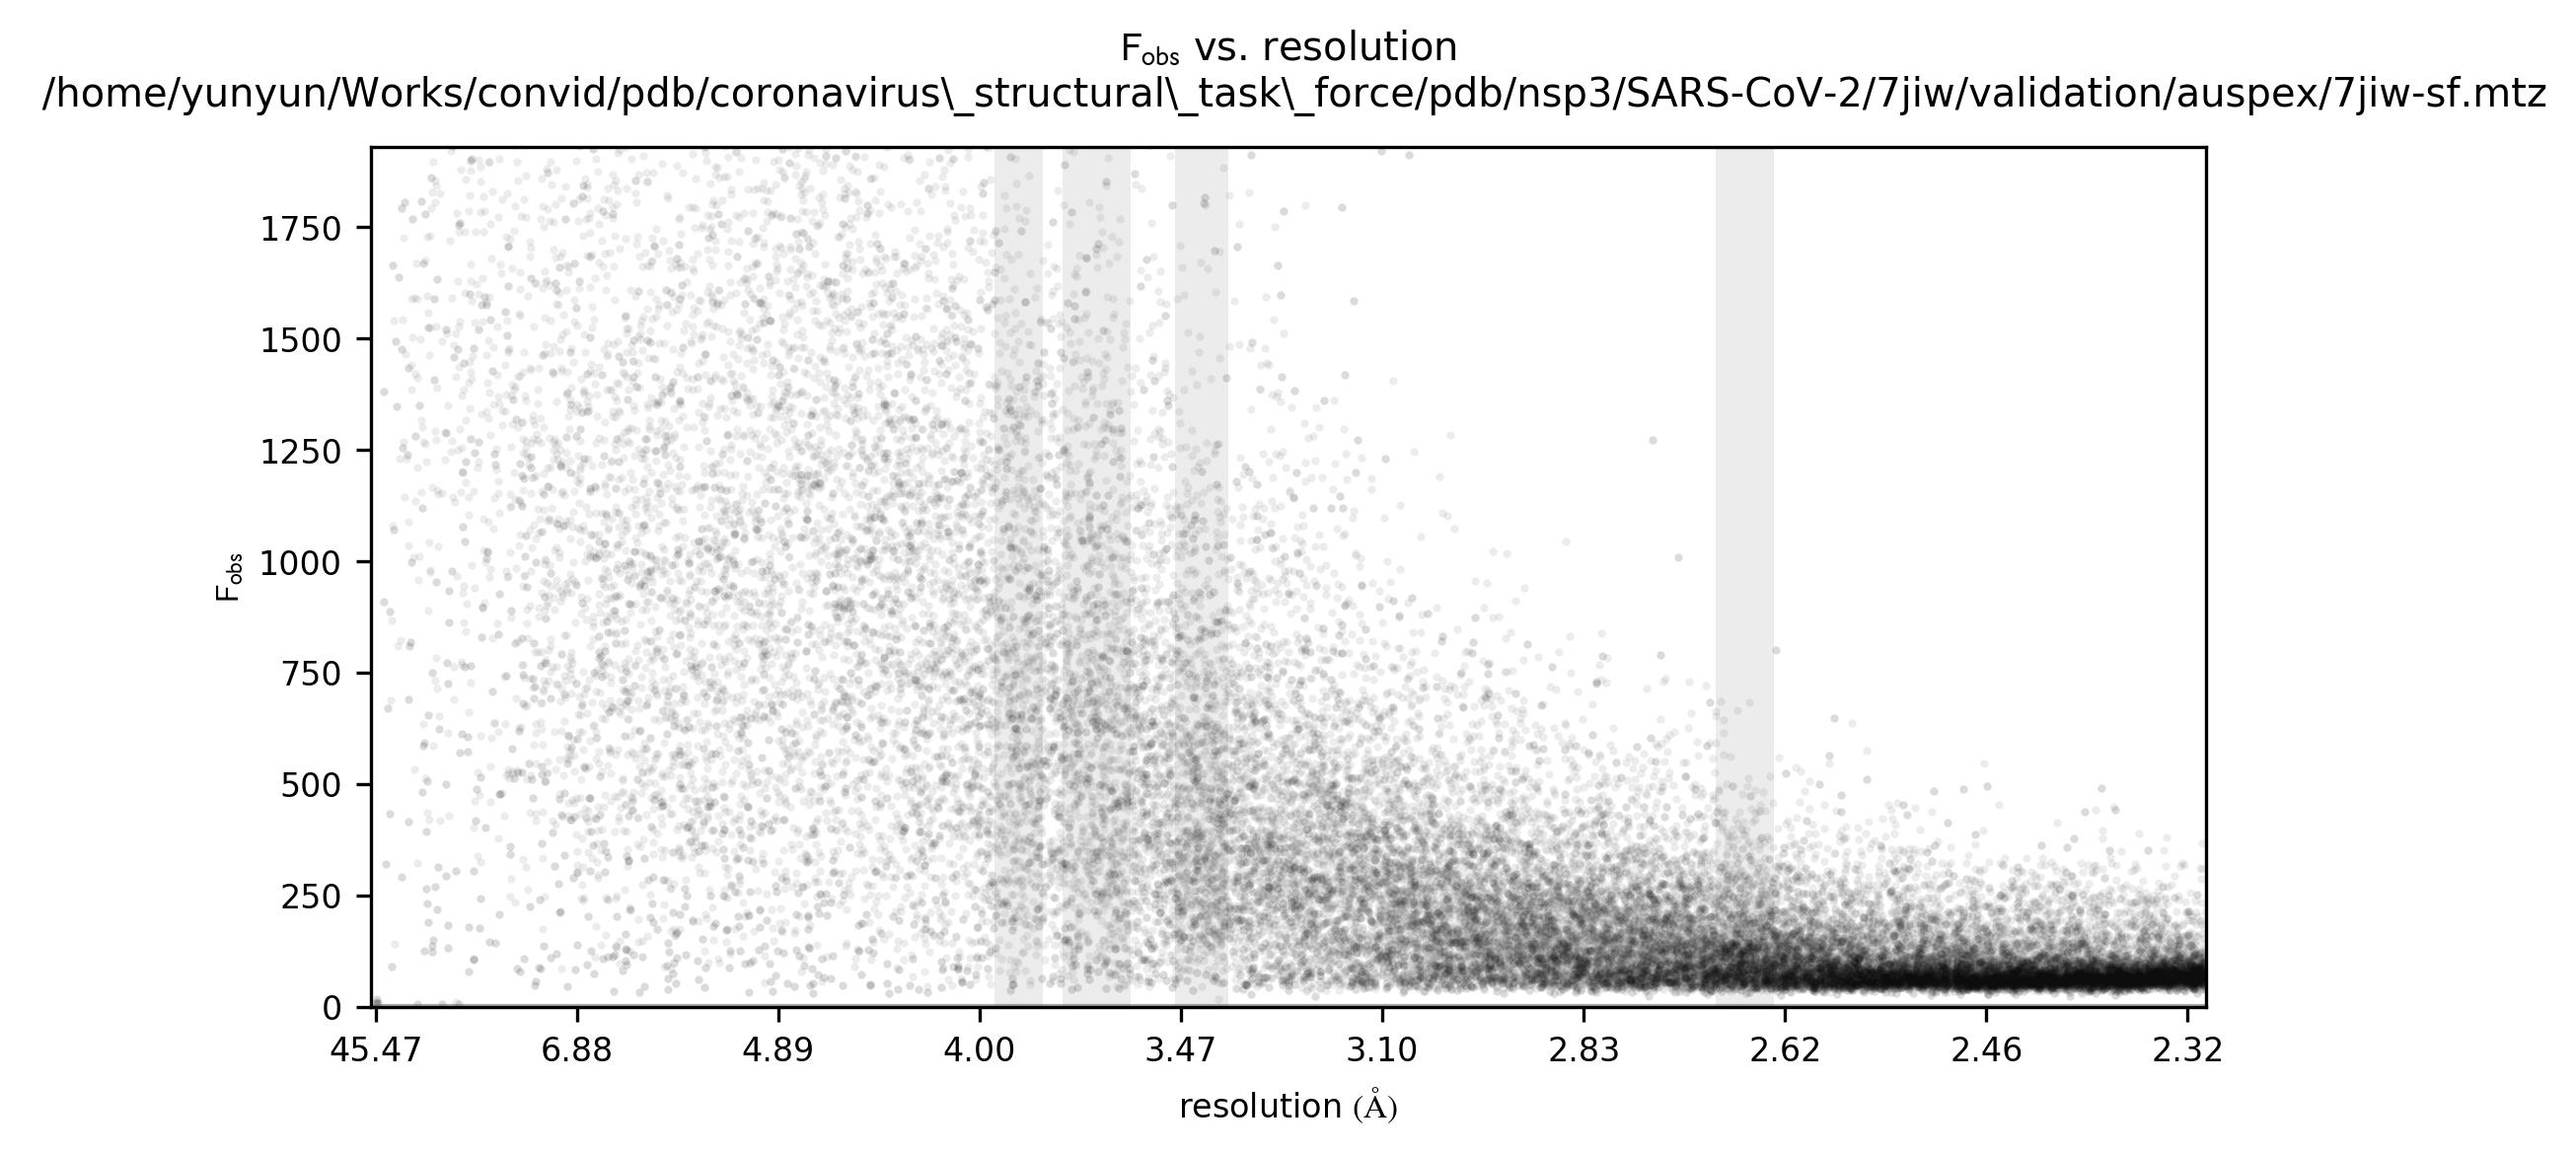 Fobs vs. resolution
/home/yunyun/Works/convid/pdb/coronavirus\_structural\_task\_force/pdb/nsp3/SARS-CoV-2/7jiw/validation/auspex/7jiw-sf.mtz
1750
1500
1250
1000
750
500
250
0
Fobs
45.47 6.88 4.89 4.00 3.47 3.10 2.83 2.62 2.46 2.32
resolution (Å)